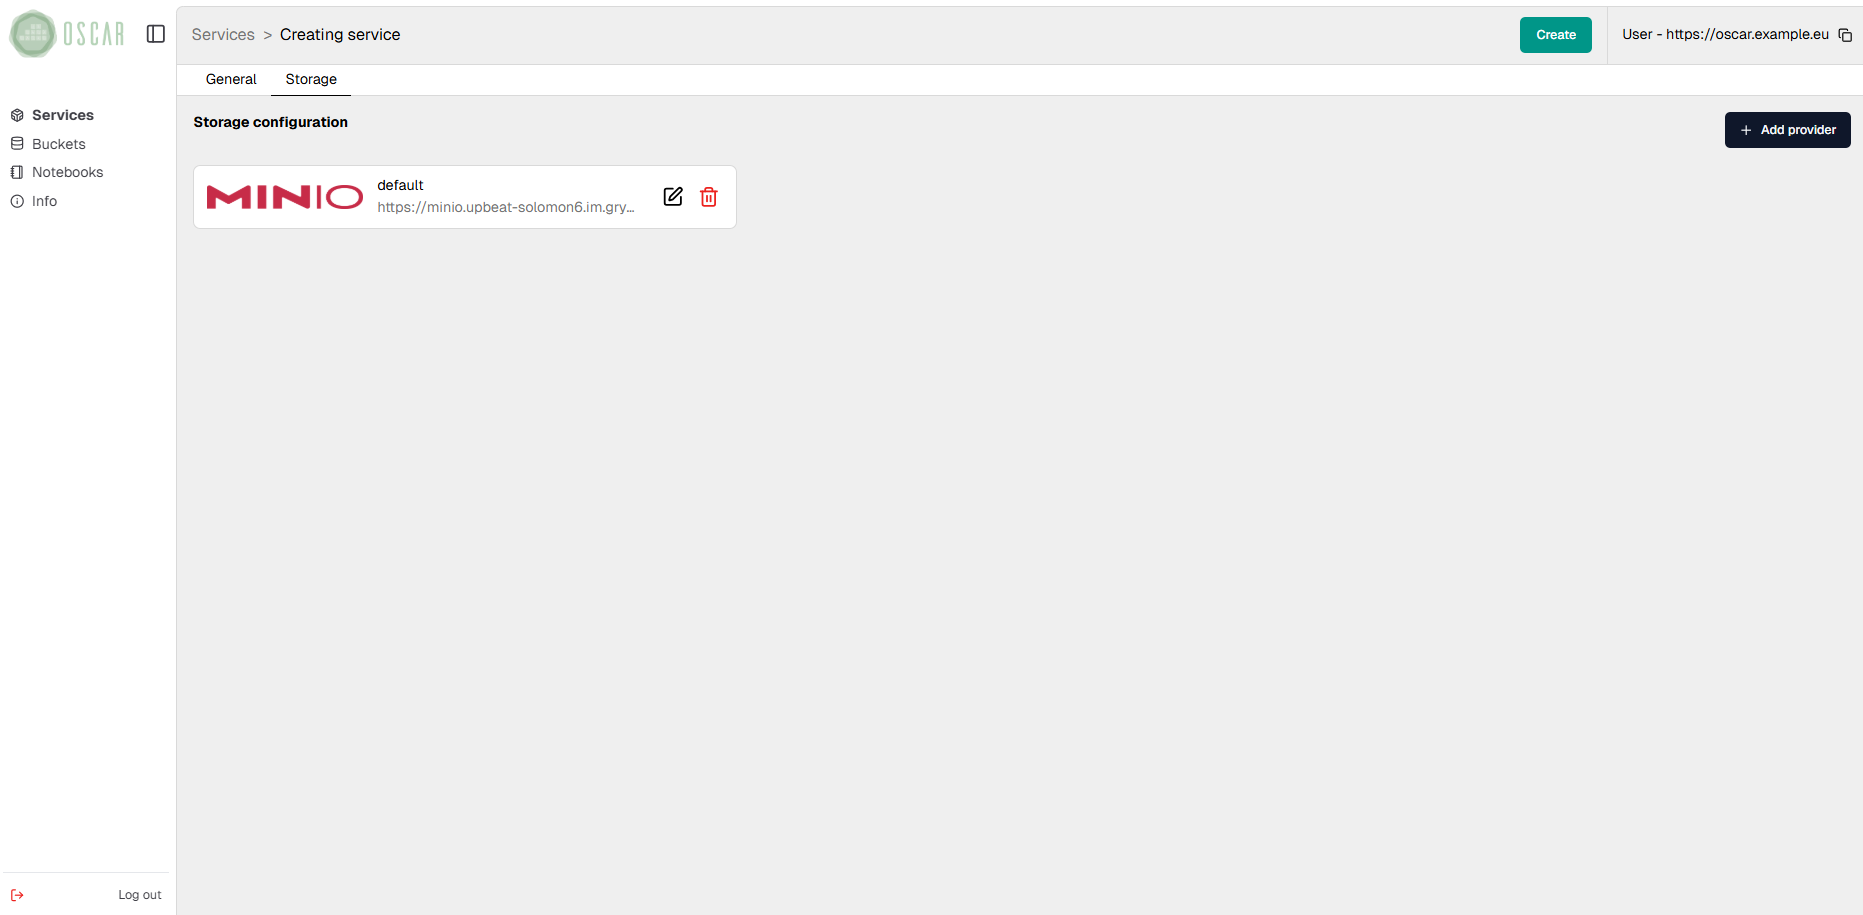 OSCAR
Services > Creating service
Create
User - https://oscar.example.eu
General
Storage
Services
Buckets
Notebooks
Info
Storage configuration
+ Add provider
MINIO
default
https://minio.upbeat-solomon6.im.gry...
Log out